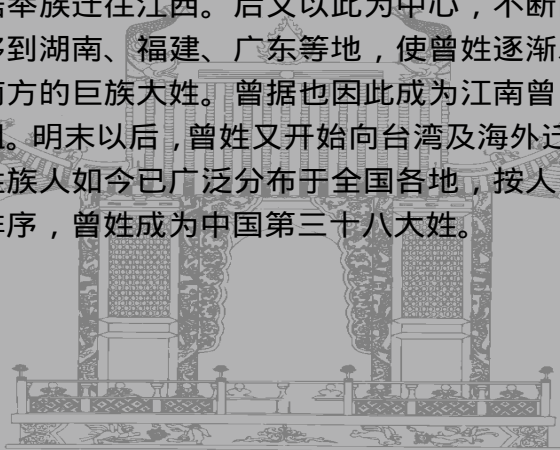 举族迁往江西。后又以此为中心，不断
到湖南、福建、广东等地，使曾姓逐渐
方的巨族大姓。曾据也因此成为江南曾
。明末以后，曾姓又开始向台湾及海外迁
族人如今已广泛分布于全国各地，按人
序，曾姓成为中国第三十八大姓。